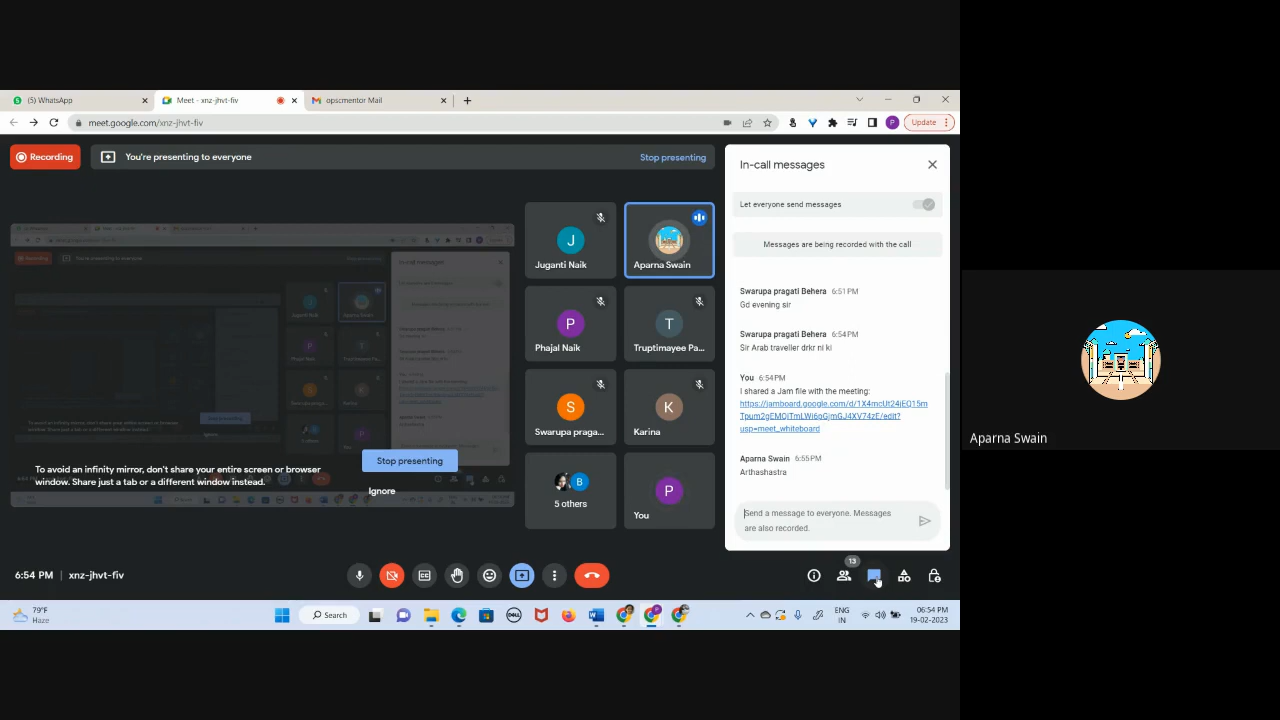 (5) WhatsApp
Meet - xnz-jhvt-fiv
opscmentor Mail
meet.google.com/xnz-jhvt-fiv
P
Update
Recording
You're presenting to everyone
Stop presenting
To avoid an infinity mirror, don't share your entire screen or browser
window. Share just a tab or a different window instead.
Stop presenting
Ignore
J
Juganti Naik
Aparna Swain
P
Phajal Naik
T
Truptimayee Pa...
S
Swarupa praga...
K
Karina
B
5 others
P
You
In-call messages
Let everyone send messages
Messages are being recorded with the call
Swarupa pragati Behera 6:51 PM
Gd evening sir
Swarupa pragati Behera 6:54 PM
Sir Arab traveller drkr ni ki
You 6:54 PM
I shared a Jam file with the meeting:
usp=meet_whiteboard
Aparna Swain 6:55 PM
Arthashastra
Send a message to everyone. Messages
are also recorded.
6:54 PM | xnz-jhvt-fiv
13
79°F
Haze
Search
DELL
ENG
IN
06:54 PM
19-02-2023
Aparna Swain